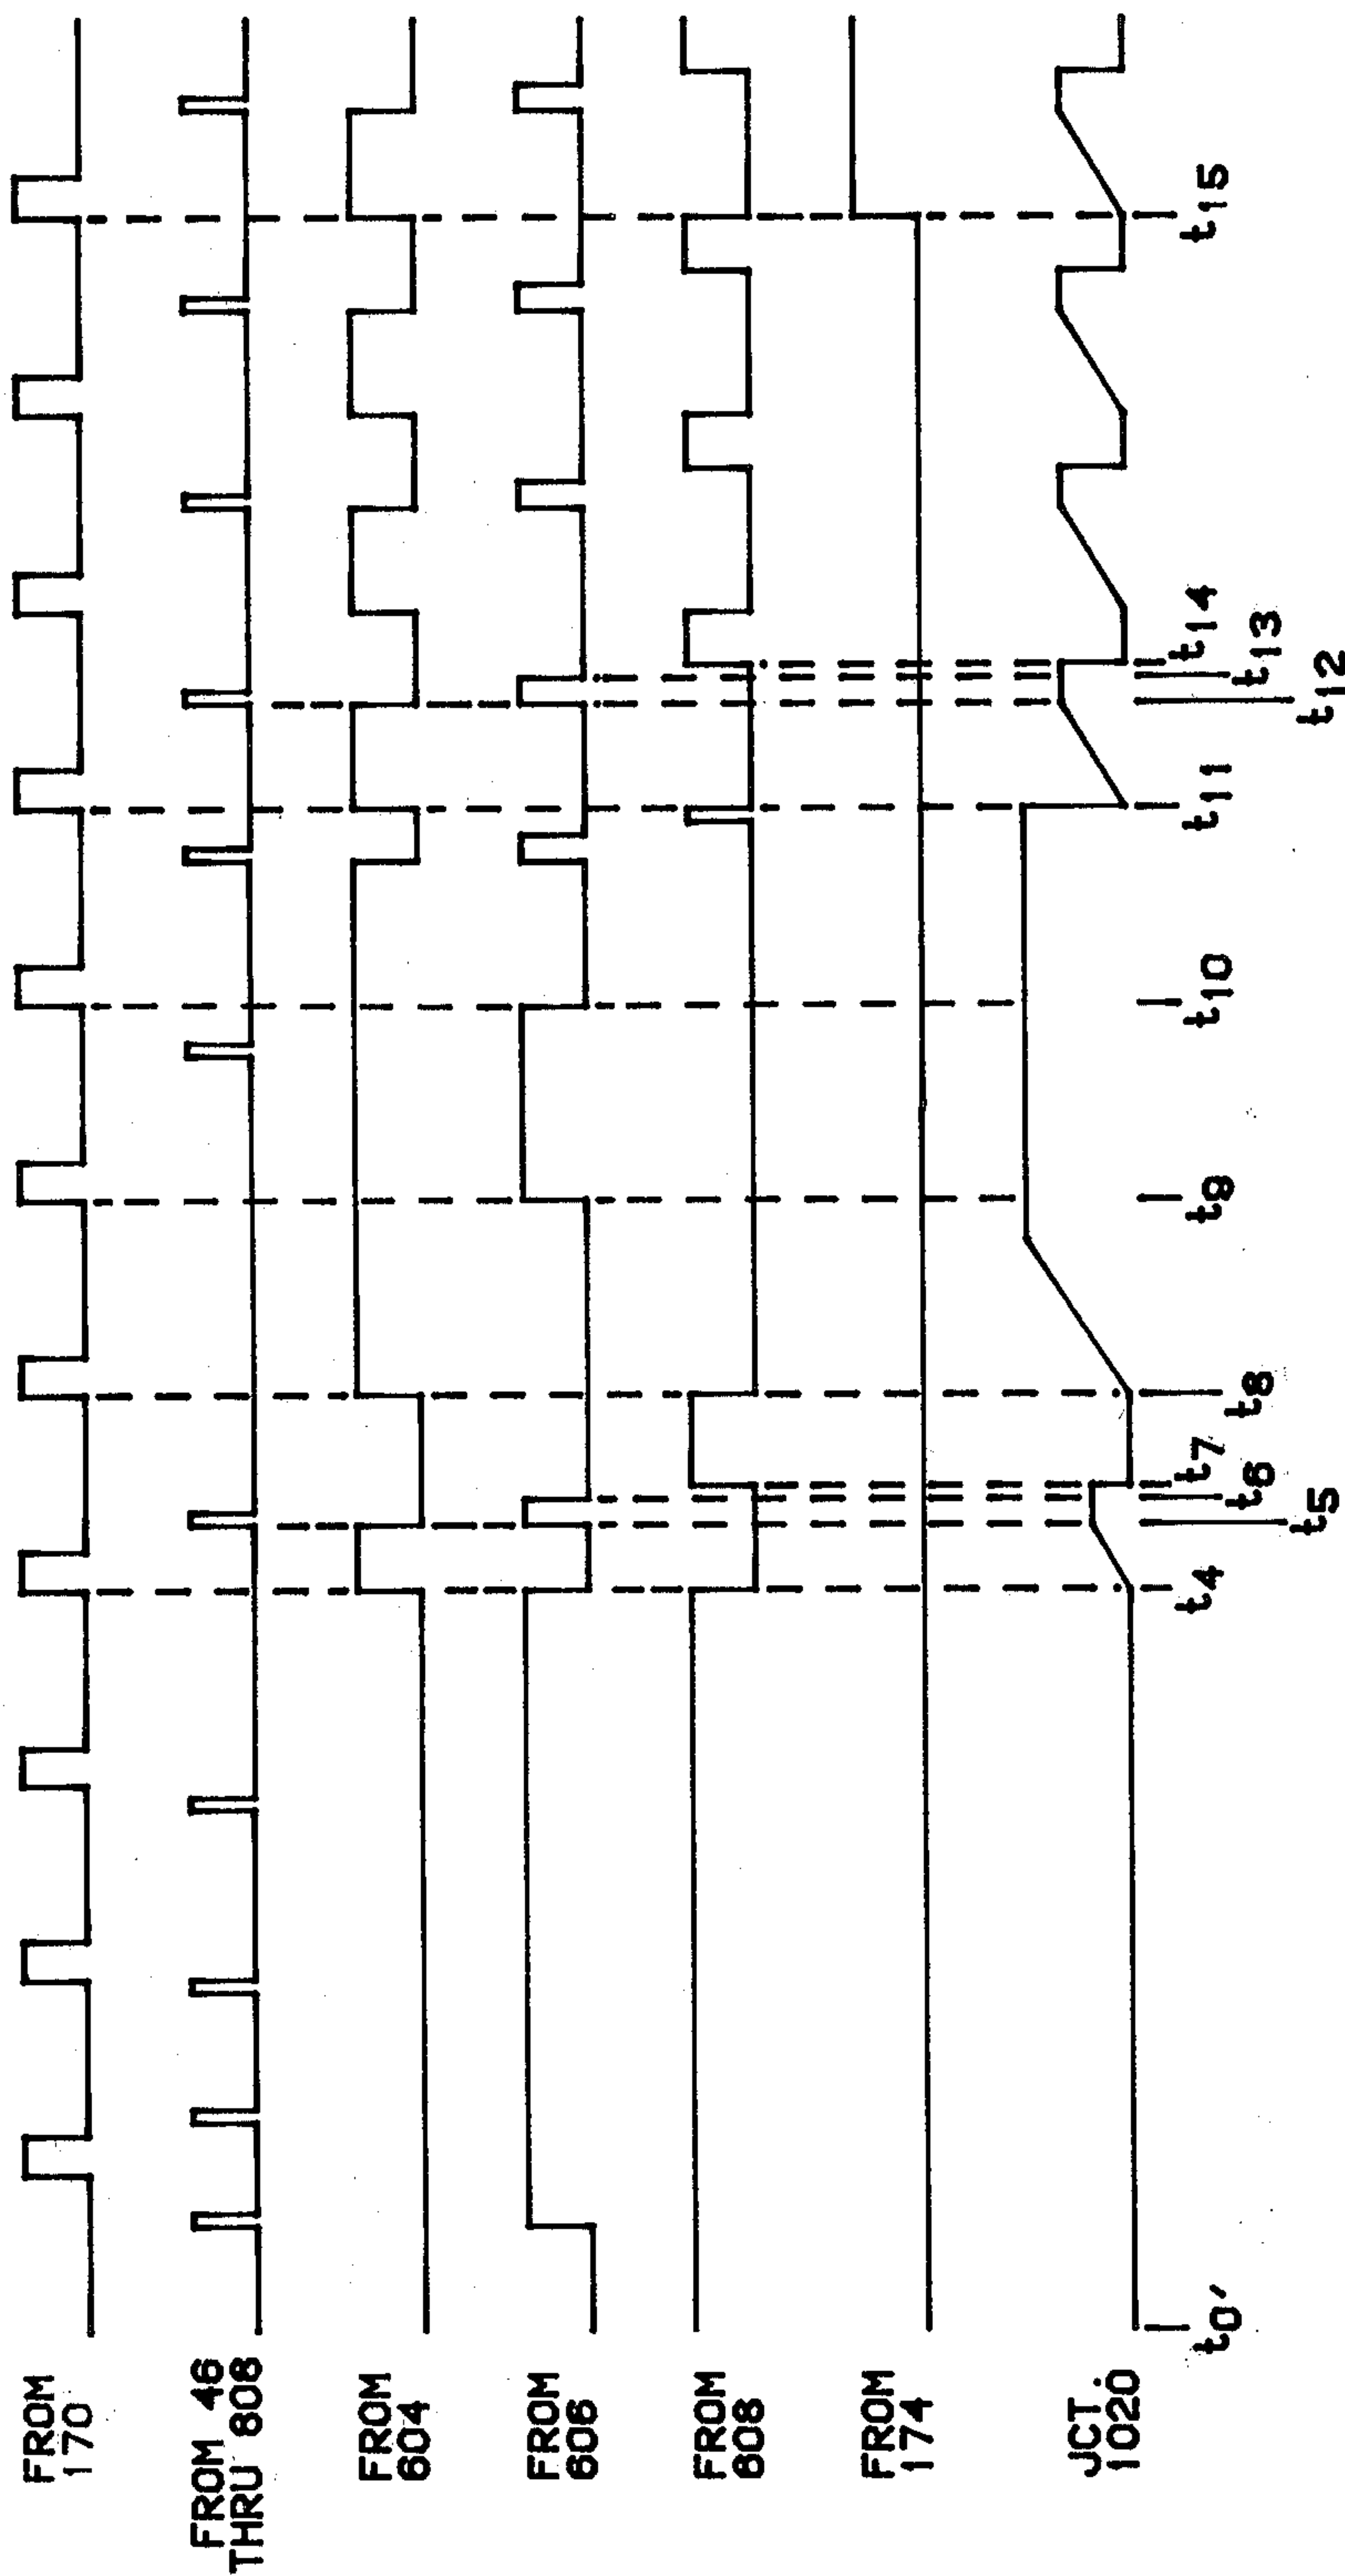 FROM
170
FROM 46
THRU 808
FROM
604
FROM
606
FROM
608
FROM
174
JCT.
1020
t0'
t4
t5
t6
t7
t8
t9
t10
t11
t12
t13
t14
t15